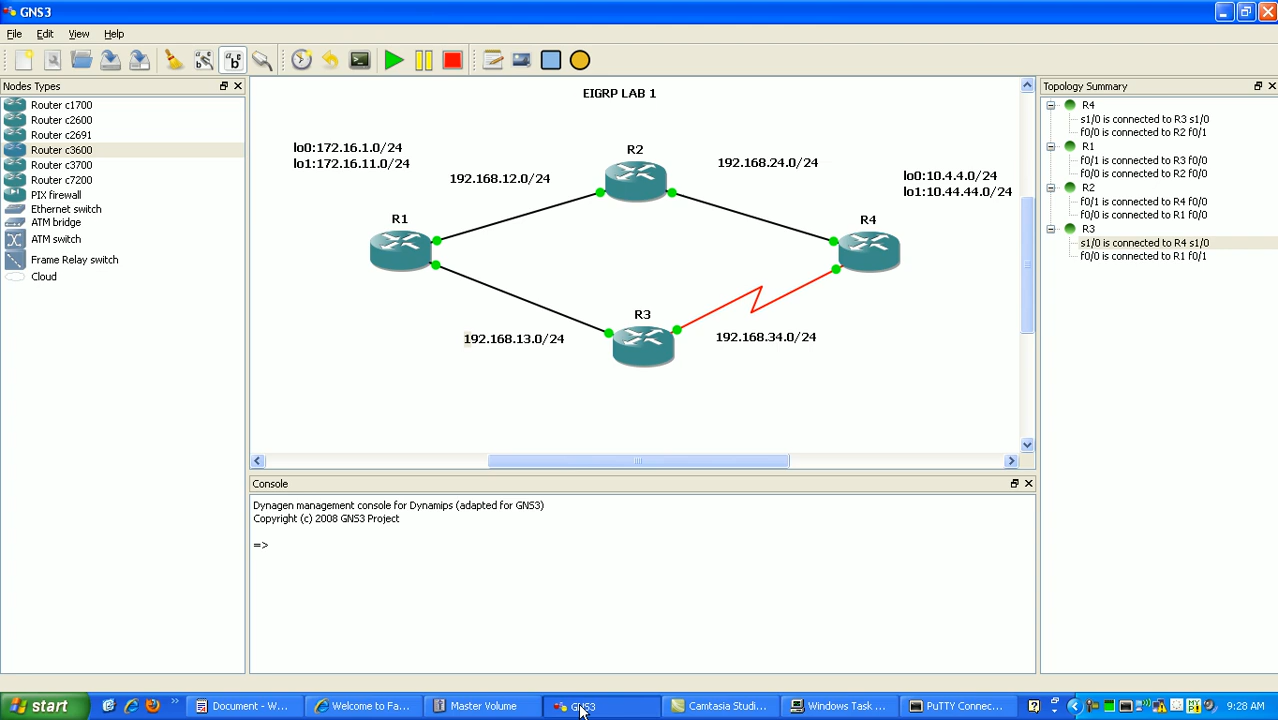 GNS3
File Edit View Help
Nodes Types
Router c1700
Router c2600
Router c2691
Router c3600
Router c3700
Router c7200
PIX firewall
Ethernet switch
ATM bridge
ATM switch
Frame Relay switch
Cloud
EIGRP LAB 1
lo0:172.16.1.0/24
lo1:172.16.11.0/24
192.168.12.0/24
R2
192.168.24.0/24
lo0:10.4.4.0/24
lo1:10.44.44.0/24
R1
R4
R3
192.168.13.0/24
192.168.34.0/24
Topology Summary
R4
s1/0 is connected to R3 s1/0
f0/0 is connected to R2 f0/1
R1
f0/1 is connected to R3 f0/0
f0/0 is connected to R2 f0/0
R2
f0/1 is connected to R4 f0/0
f0/0 is connected to R1 f0/0
R3
s1/0 is connected to R4 s1/0
f0/0 is connected to R1 f0/1
Console
Dynagen management console for Dynamips (adapted for GNS3)
Copyright (c) 2008 GNS3 Project
=>
start
Document - W...
Welcome to Fa...
Master Volume
GNS3
Camtasia Studi...
Windows Task ...
PuTTY Connec...
9:28 AM